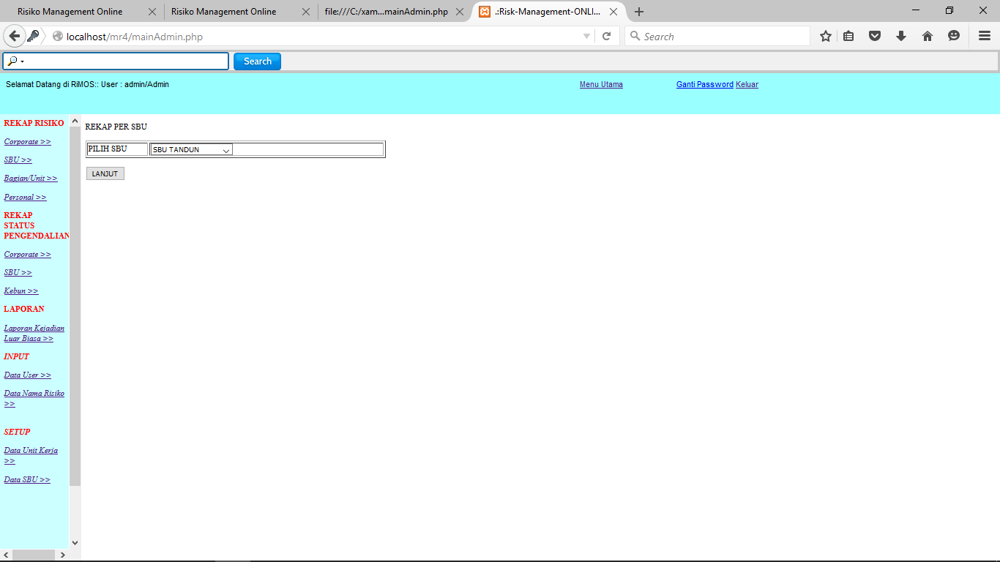 Risiko Management Online
Risiko Management Online
file:///C:/xam...mainAdmin.php
.:Risk-Management-ONLI...
localhost/mr4/mainAdmin.php
Search
Search
Selamat Datang di RiMOS:: User : admin/Admin
Menu Utama
Ganti Password Keluar
REKAP RISIKO
Corporate >>
SBU >>
Bagian/Unit >>
Personal >>
REKAP
STATUS
PENGENDALIAN
Corporate >>
SBU >>
Kebun >>
LAPORAN
Laporan Kejadian
Luar Biasa >>
INPUT
Data User >>
Data Nama Risiko
>>
SETUP
Data Unit Kerja
>>
Data SBU >>
REKAP PER SBU
PILIH SBU
SBU TANDUN
LANJUT